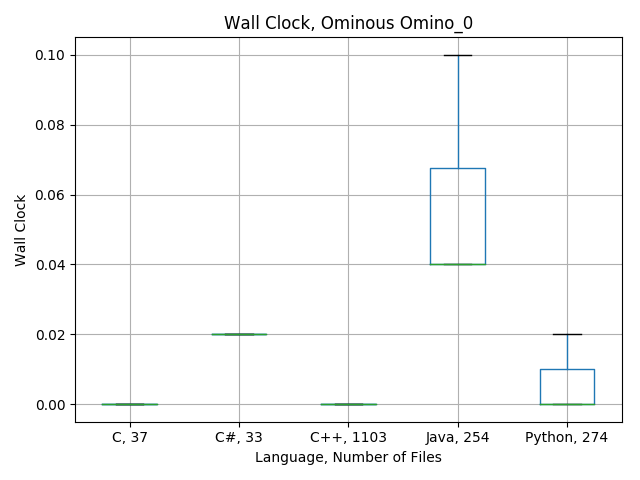 Wall Clock, Ominous Omino_0
0.10
0.08
0.06
0.04
0.02
0.00
Wall Clock
C, 37
C#, 33
C++, 1103
Java, 254
Python, 274
Language, Number of Files